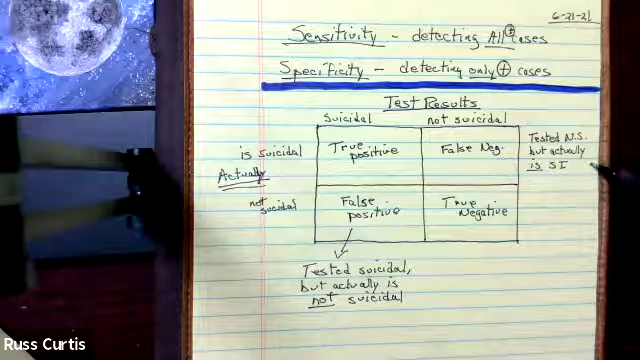 6-21-21
Sensitivity - detecting All ⊕ cases
Specificity - detecting only ⊕ cases
Test Results
suicidal
not suicidal
is suicidal
Actually
not suicidal
True positive
False Neg.
False positive
True Negative
Tested N.S.
but actually
is SI
Tested suicidal,
but actually is
not suicidal
Russ Curtis